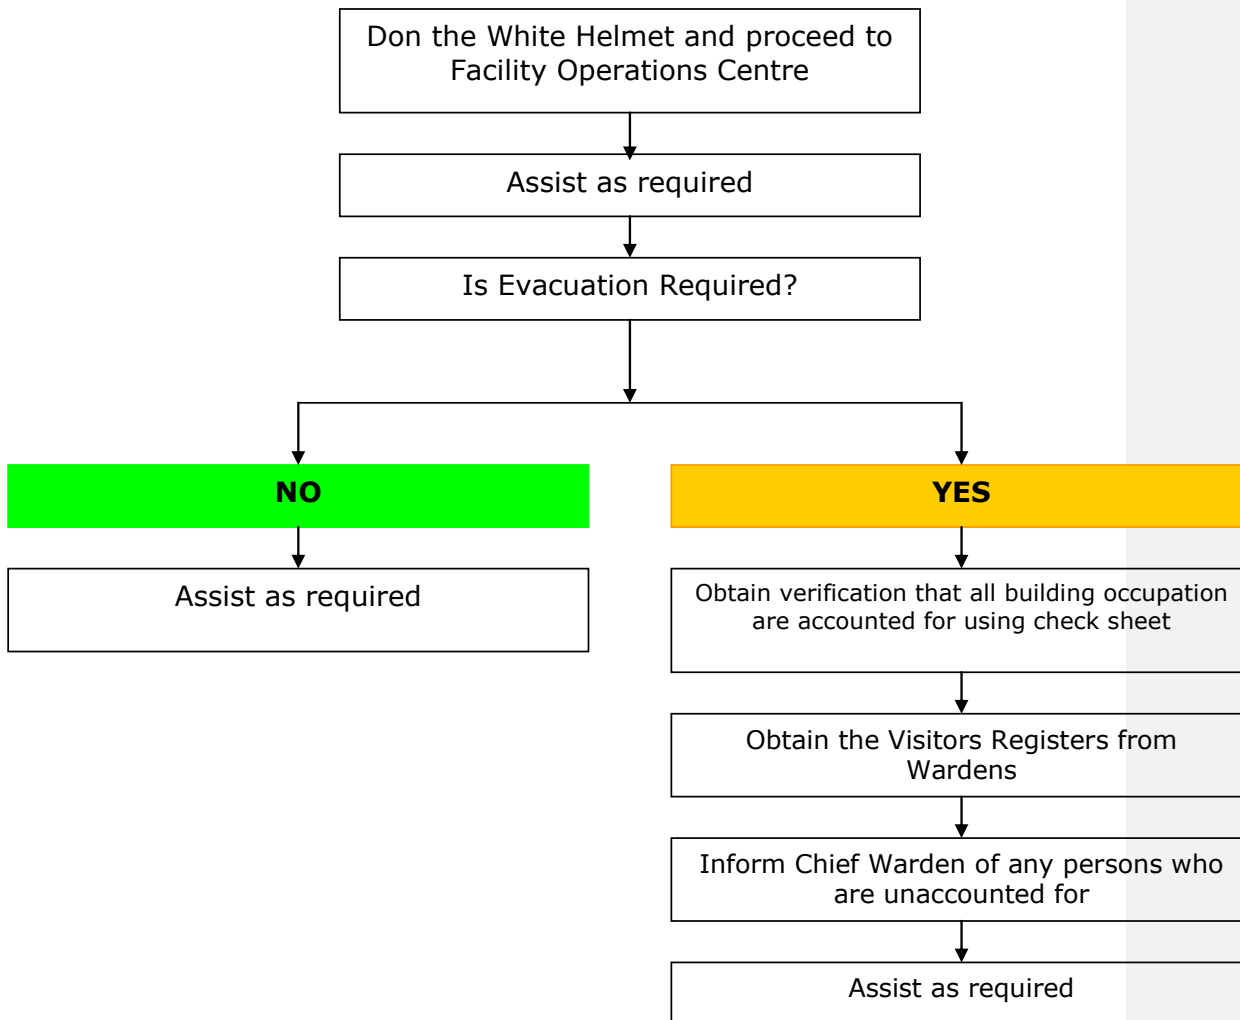 Don the White Helmet and proceed to
Facility Operations Centre
Assist as required
Is Evacuation Required?
NO
YES
Assist as required
Obtain verification that all building occupation
are accounted for using check sheet
Obtain the Visitors Registers from
Wardens
Inform Chief Warden of any persons who
are unaccounted for
Assist as required